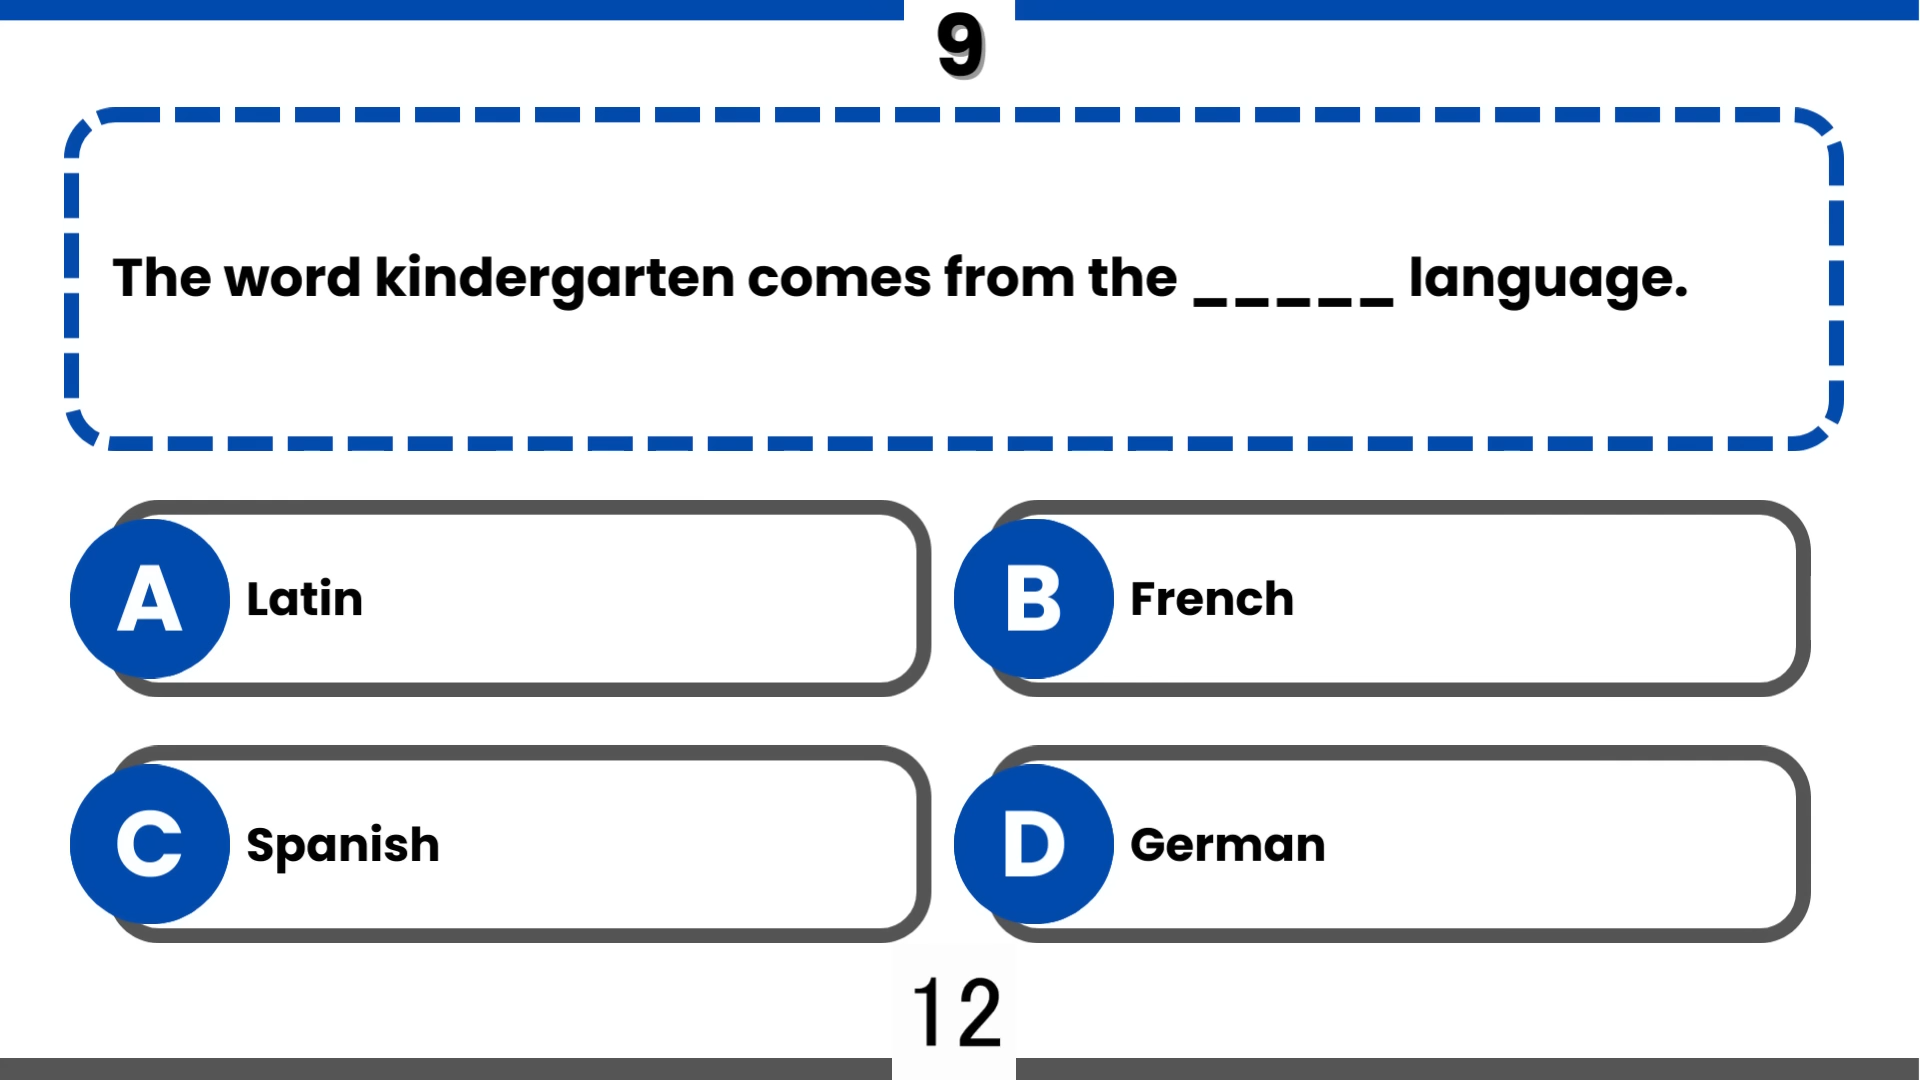 9
The word kindergarten comes from the _____ language.
A Latin
B French
C Spanish
D German
12